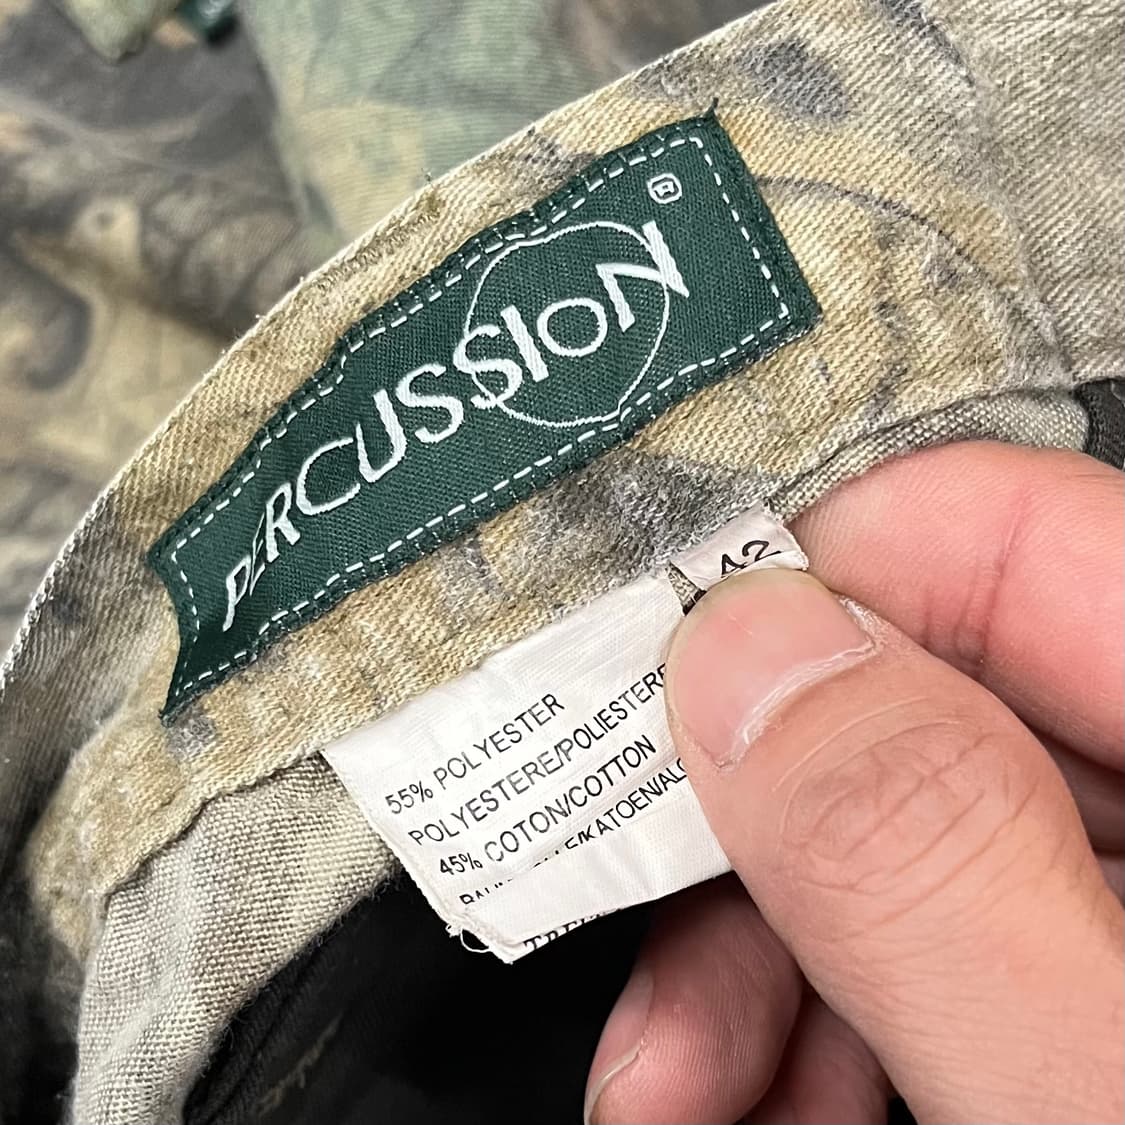 PERCUSSION ®
42
55% POLYESTER
POLYESTERE/POLIESTERE
45% COTON/COTTON